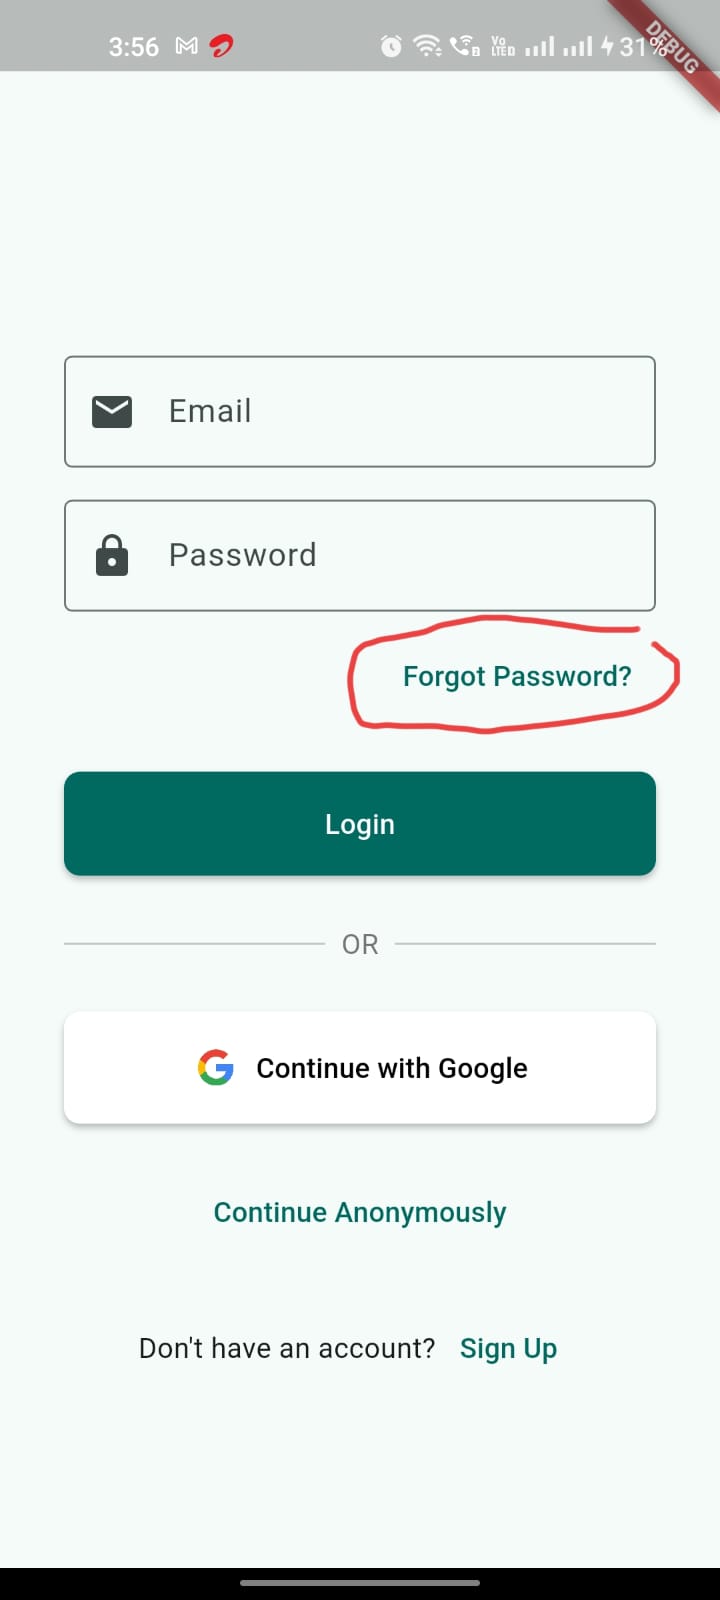 3:56 Vo LTED 31%
DEBUG
Email
Password
Forgot Password?
Login
OR
Continue with Google
Continue Anonymously
Don't have an account? Sign Up